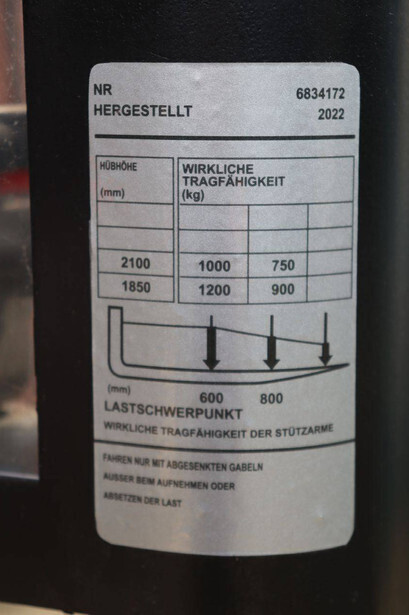 NR 6834172
HERGESTELLT 2022
HÜBHÖHE
(mm)
WIRKLICHE
TRAGFÄHIGKEIT
(kg)
2100 1000 750
1850 1200 900
(mm) 600 800
LASTSCHWERPUNKT
WIRKLICHE TRAGFÄHIGKEIT DER STÜTZARME
FAHREN NUR MIT ABGESENKTEN GABELN
AUSSER BEIM AUFNEHMEN ODER
ABSETZEN DER LAST